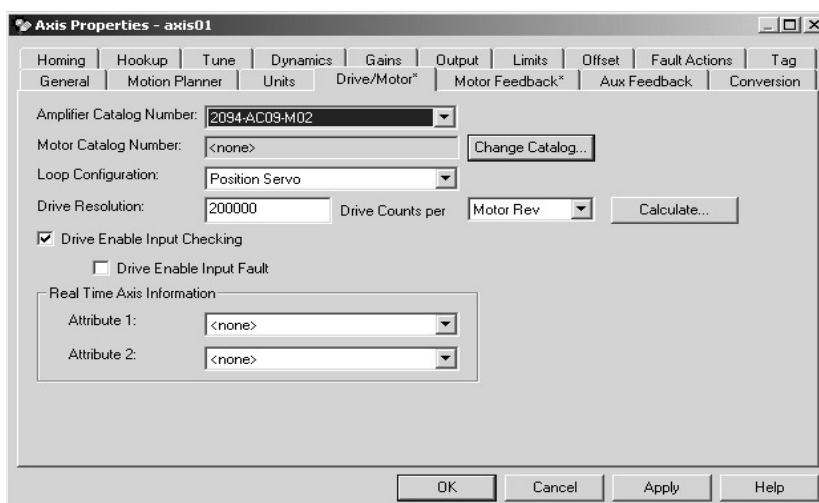 Axis Properties - axis01
Homing Hookup Tune Dynamics Gains Output Limits Offset Fault Actions Tag
General Motion Planner Units Drive/Motor* Motor Feedback* Aux Feedback Conversion
Amplifier Catalog Number: 2094-AC09-M02
Motor Catalog Number: <none> Change Catalog...
Loop Configuration: Position Servo
Drive Resolution: 200000 Drive Counts per Motor Rev Calculate...
Drive Enable Input Checking
Drive Enable Input Fault
Real Time Axis Information
Attribute 1: <none>
Attribute 2: <none>
OK Cancel Apply Help